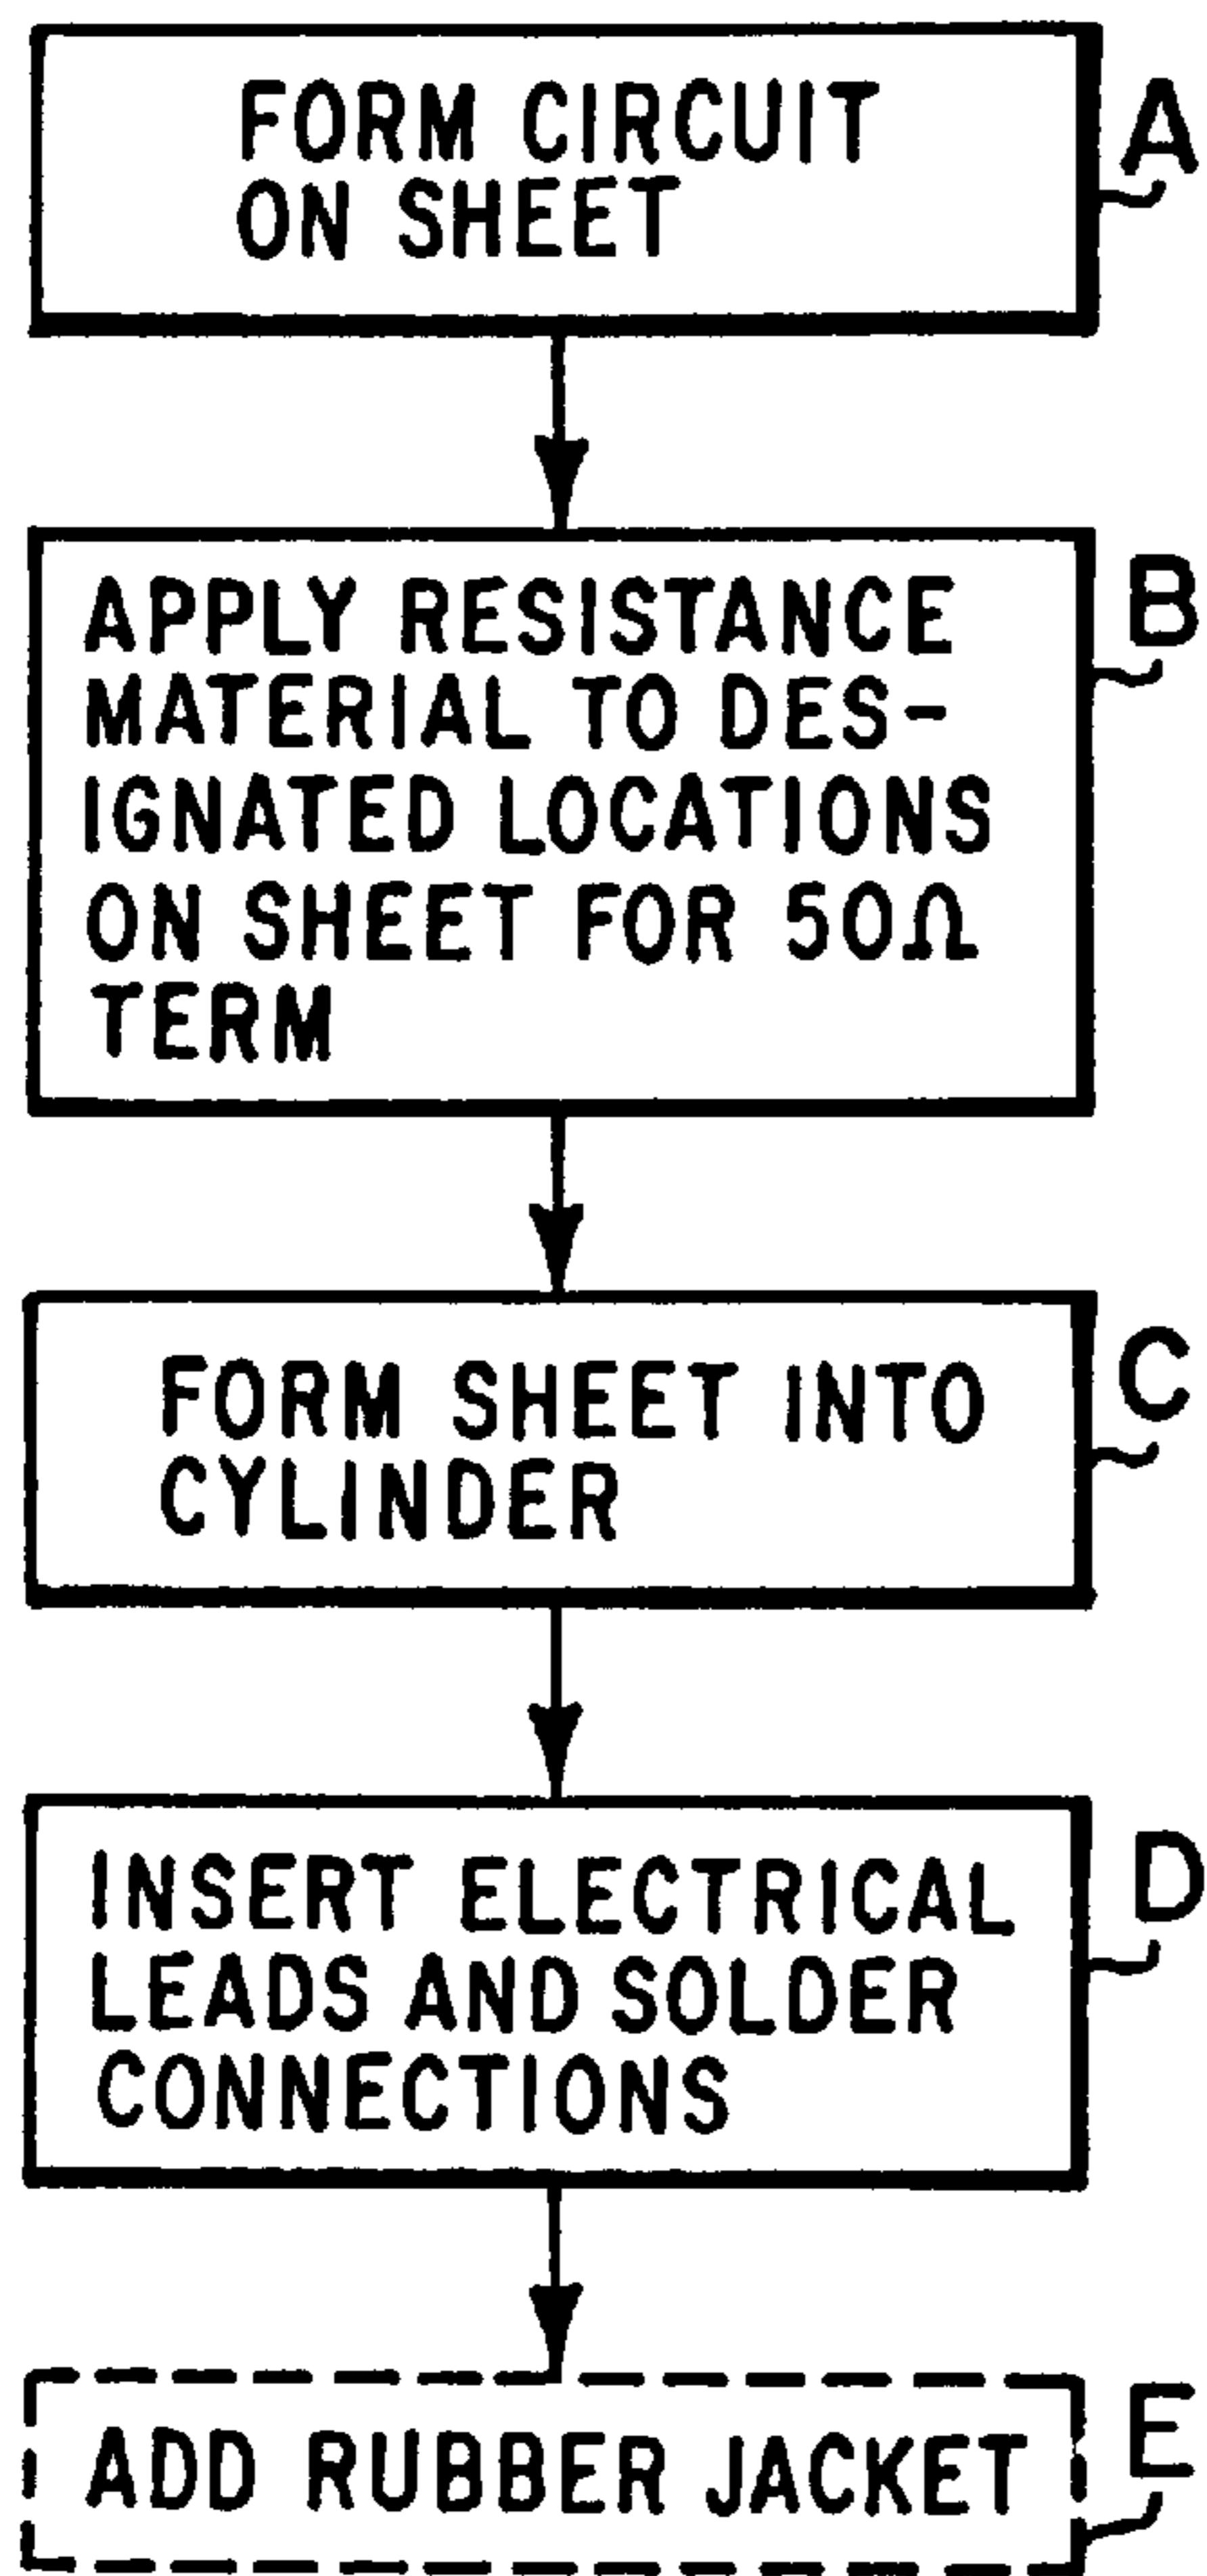 FORM CIRCUIT
ON SHEET
A
APPLY RESISTANCE
MATERIAL TO DES-
IGNATED LOCATIONS
ON SHEET FOR 50Ω
TERM
B
FORM SHEET INTO
CYLINDER
C
INSERT ELECTRICAL
LEADS AND SOLDER
CONNECTIONS
D
ADD RUBBER JACKET
E